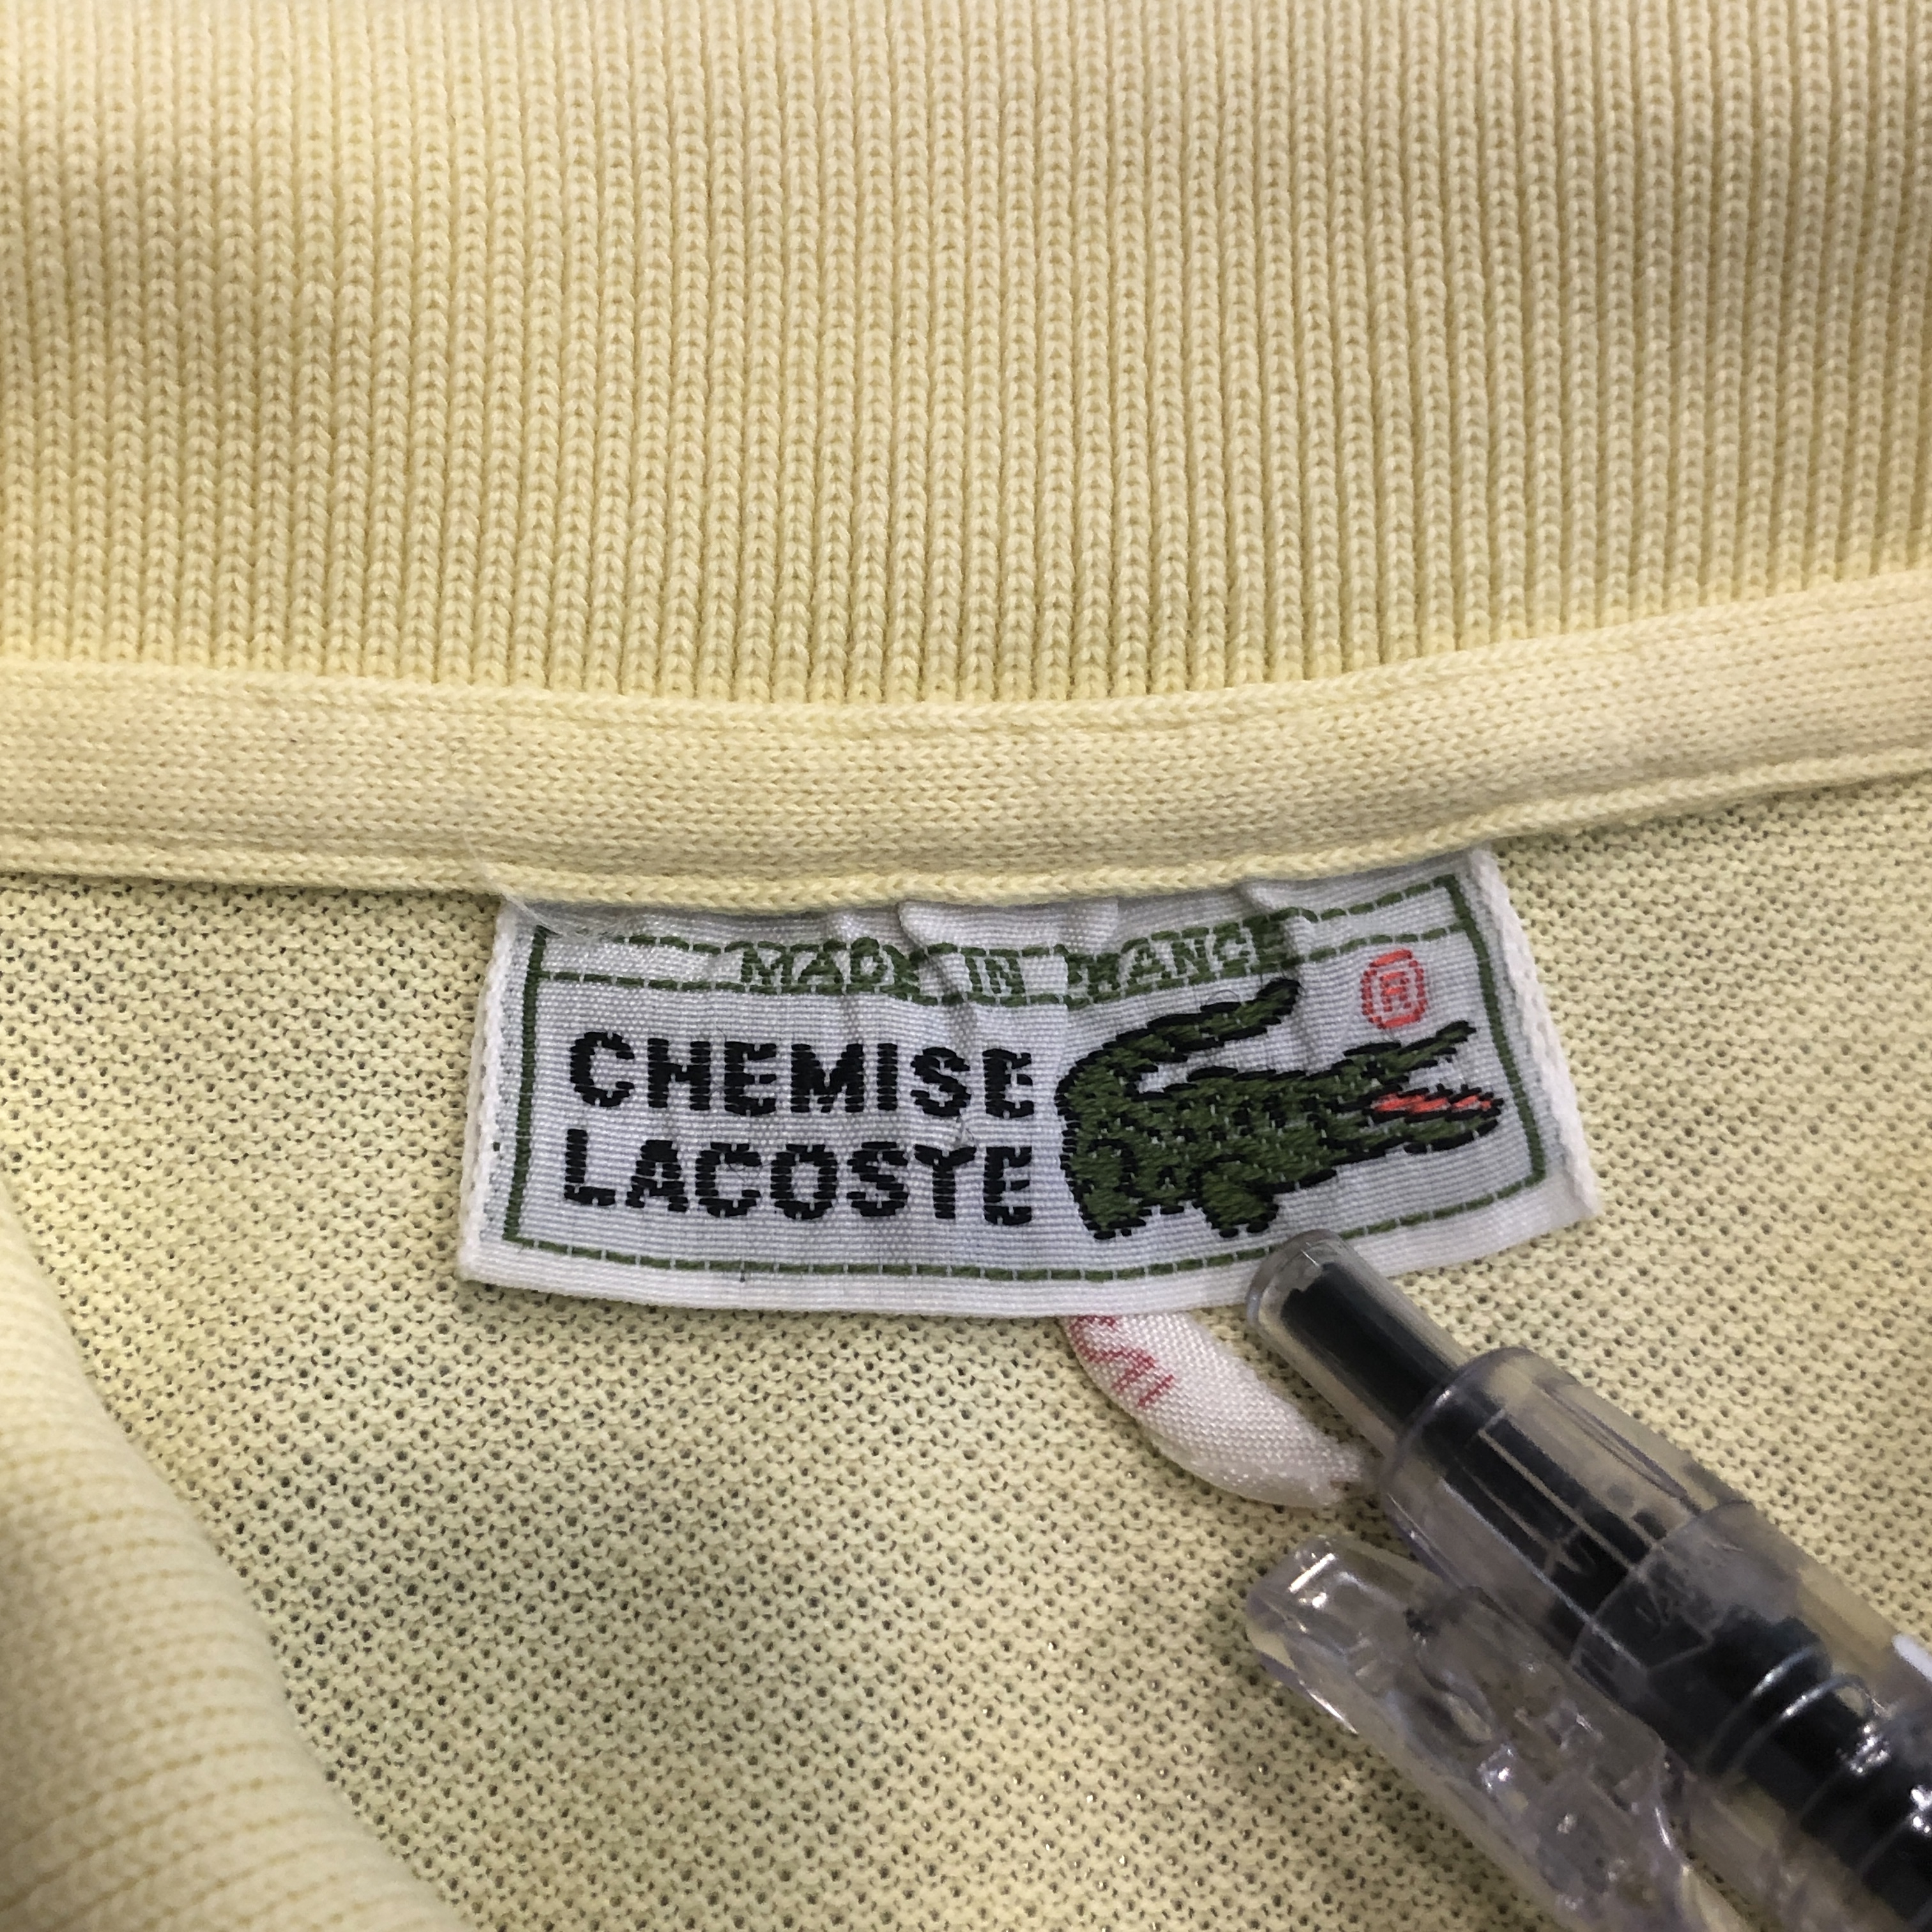 MADE IN FRANCE
®
CHEMISE
LACOSTE